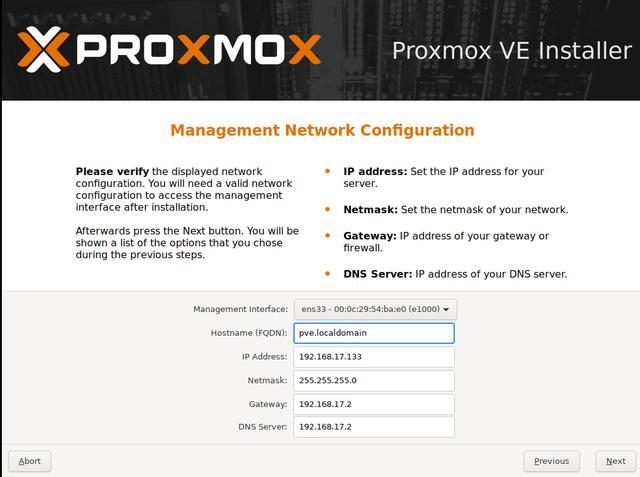 PROXMOX
Proxmox VE Installer
Management Network Configuration
Please verify the displayed network
configuration. You will need a valid network
configuration to access the management
interface after installation.
Afterwards press the Next button. You will be
shown a list of the options that you chose
during the previous steps.
• IP address: Set the IP address for your
server.
• Netmask: Set the netmask of your network.
• Gateway: IP address of your gateway or
firewall.
• DNS Server: IP address of your DNS server.
Management Interface: ens33 - 00:0c:29:54:ba:e0 (e1000)
Hostname (FQDN): pve.localdomain
IP Address: 192.168.17.133
Netmask: 255.255.255.0
Gateway: 192.168.17.2
DNS Server: 192.168.17.2
Abort Previous Next